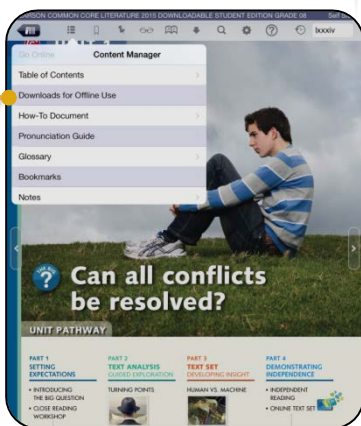 PEARSON COMMON CORE LITERATURE 2015 DOWNLOADABLE STUDENT EDITION GRADE 08
lxxxiv
Go Online
Content Manager
Table of Contents
Downloads for Offline Use
How-To Document
Pronunciation Guide
Glossary
Bookmarks
Notes
THE BIG
?
Can all conflicts
be resolved?
UNIT PATHWAY
PART 1
SETTING
EXPECTATIONS
• INTRODUCING
THE BIG QUESTION
• CLOSE READING
WORKSHOP
PART 2
TEXT ANALYSIS
GUIDED EXPLORATION
TURNING POINTS
PART 3
TEXT SET
DEVELOPING INSIGHT
HUMAN VS. MACHINE
PART 4
DEMONSTRATING
INDEPENDENCE
• INDEPENDENT
READING
• ONLINE TEXT SET